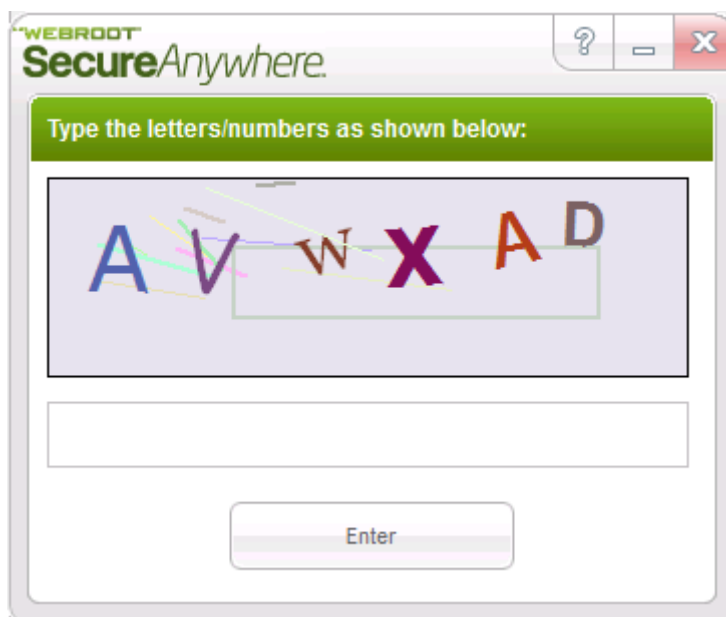 WEBROOT
SecureAnywhere.
?
Type the letters/numbers as shown below:
A V W X A D
Enter